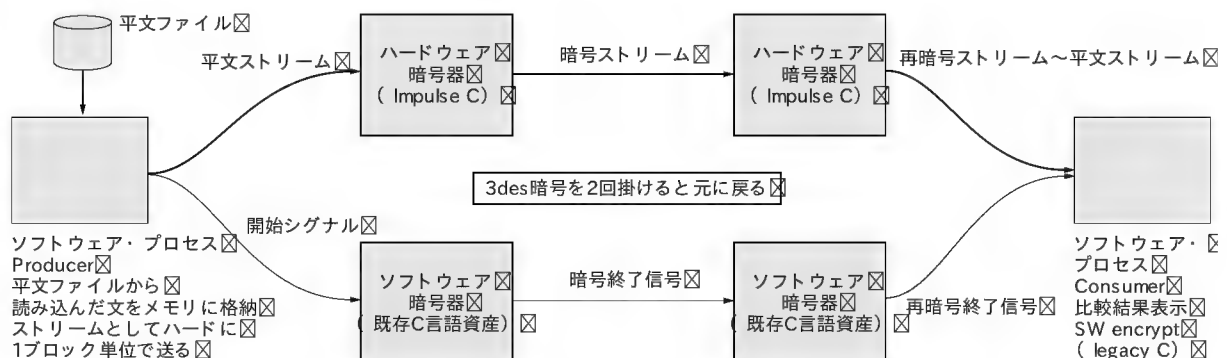 平文ファイル
平文ストリーム
ハードウェア
暗号器
( Impulse C)
暗号ストリーム
ハードウェア
暗号器
( Impulse C)
再暗号ストリーム~平文ストリーム
3des暗号を2回掛けると元に戻る
開始シグナル
ソフトウェア・プロセス
Producer
平文ファイルから
読み込んだ文をメモリに格納
ストリームとしてハードに
1ブロック単位で送る
ソフトウェア
暗号器
( 既存C言語資産)
暗号終了信号
ソフトウェア
暗号器
( 既存C言語資産)
再暗号終了信号
ソフトウェア・
プロセス
Consumer
比較結果表示
SW encrypt
( legacy C)